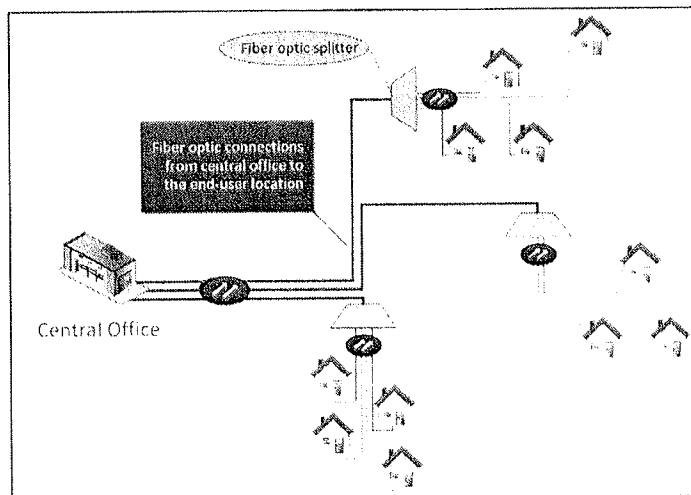 Fiber optic splitter
Fiber optic connections
from central office to
the end-user location
Central Office